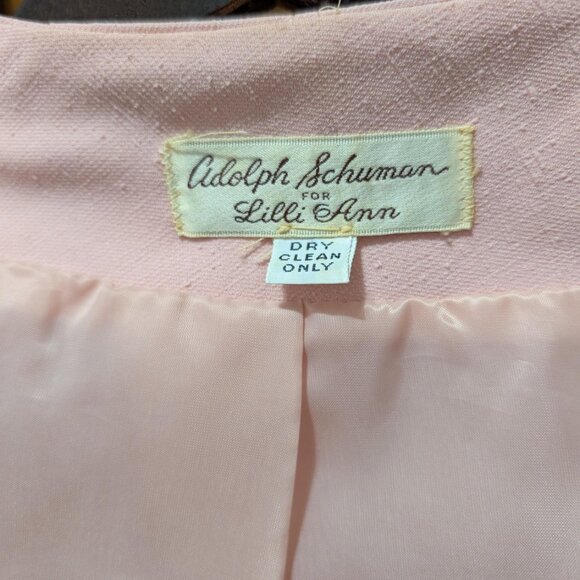 Adolph Schuman
FOR
Lilli Ann
DRY
CLEAN
ONLY